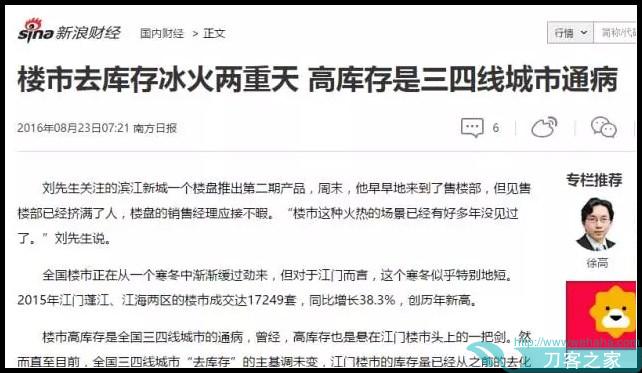 sina 新浪财经 国内财经 > 正文 行情 简称/代码
楼市去库存冰火两重天 高库存是三四线城市通病
2016年08月23日07:21 南方日报 6
刘先生关注的滨江新城一个楼盘推出第二期产品，周末，他早早地来到了售楼部，但见售
楼部已经挤满了人，楼盘的销售经理应接不暇。“楼市这种火热的场景已经有好多年没见过
了。”刘先生说。
全国楼市正在从一个寒冬中渐渐缓过劲来，但对于江门而言，这个寒冬似乎特别地短。
2015年江门蓬江、江海两区的楼市成交达17249套，同比增长38.3%，创历年新高。
楼市高库存是全国三四线城市的通病，曾经，高库存也是悬在江门楼市头上的一把剑。然
而直至目前，全国三四线城市“去库存”的主基调未变，江门楼市的库存量已经从之前的去化
专栏推荐
徐高
http://www.wehaha.com
刀客之家